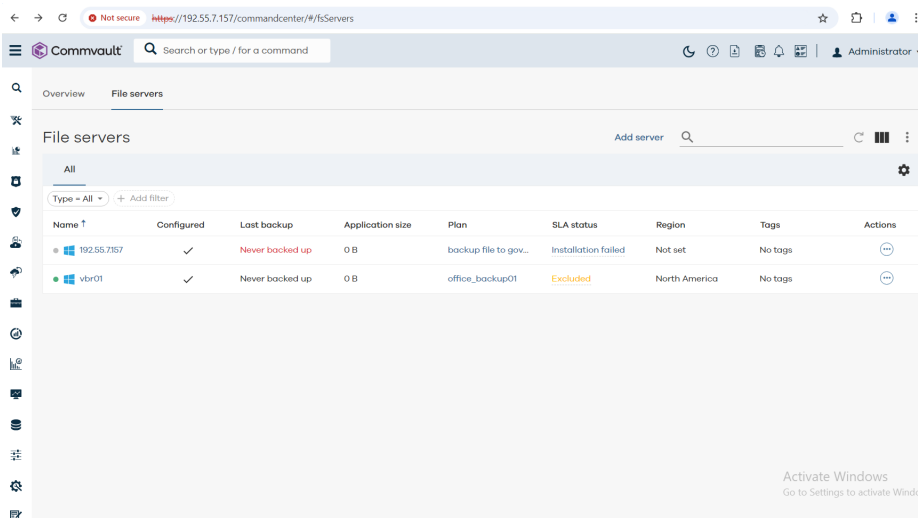 Not secure https://192.55.7.157/commandcenter/#/fsServers
Commvault Search or type / for a command Administrator
Overview File servers
File servers Add server
All
Type = All + Add filter
Name ↑ Configured Last backup Application size Plan SLA status Region Tags Actions
192.55.7.157 Never backed up 0 B backup file to gov... Installation failed Not set No tags
vbr01 Never backed up 0 B office_backup01 Excluded North America No tags
Activate Windows
Go to Settings to activate Winde